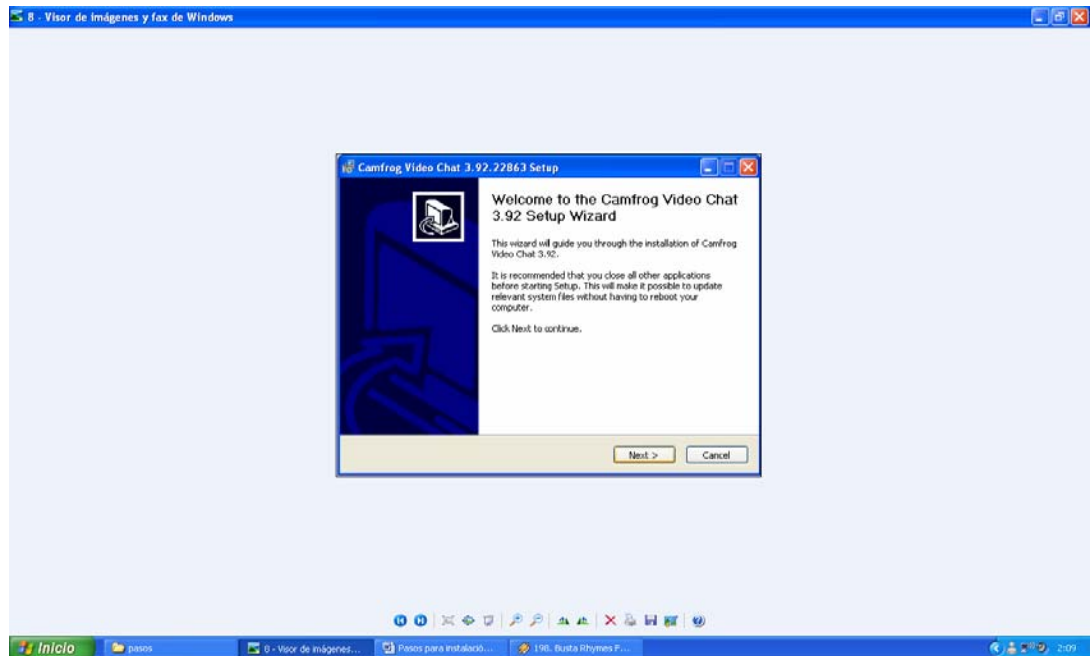 8 - Visor de imágenes y fax de Windows
Camfrog Video Chat 3.92.22863 Setup
Welcome to the Camfrog Video Chat
3.92 Setup Wizard
This wizard will guide you through the installation of Camfrog
Video Chat 3.92.
It is recommended that you close all other applications
before starting Setup. This will make it possible to update
relevant system files without having to reboot your
computer.
Click Next to continue.
Next >
Cancel
Inicio
pasos
8 - Visor de imágenes...
Pasos para instalació...
198. Busta Rhymes F...
2:09